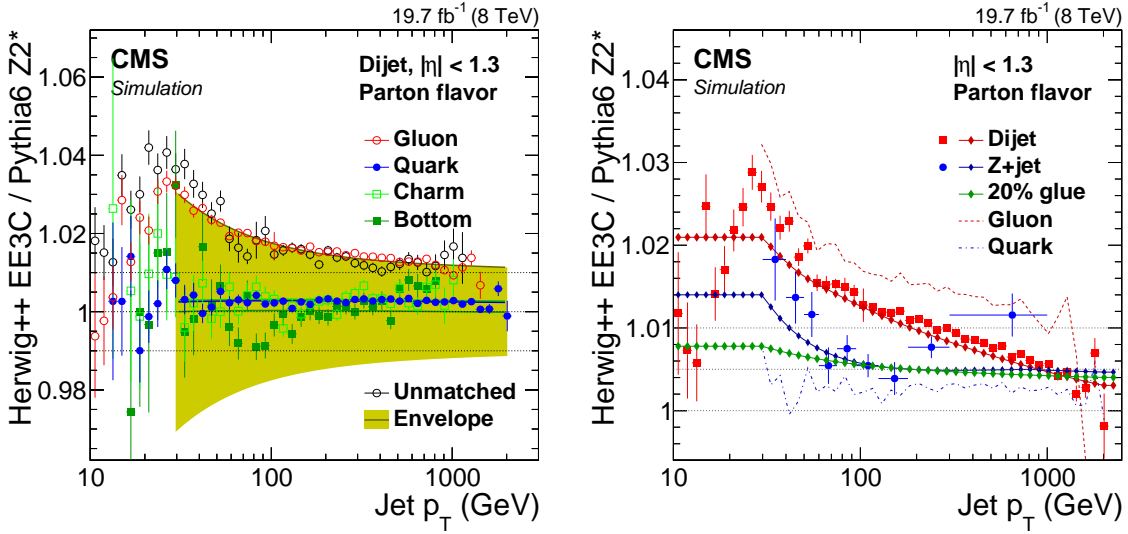 19.7 fb⁻¹ (8 TeV)
CMS
Simulation
Dijet, |η| < 1.3
Parton flavor
Gluon
Quark
Charm
Bottom
Unmatched
Envelope
Herwig++ EE3C / Pythia6 Z2*
1.06
1.04
1.02
1
0.98
10
100
1000
Jet p_T (GeV)
19.7 fb⁻¹ (8 TeV)
CMS
Simulation
|η| < 1.3
Parton flavor
Dijet
Z+jet
20% glue
Gluon
Quark
Herwig++ EE3C / Pythia6 Z2*
1.04
1.03
1.02
1.01
1
10
100
1000
Jet p_T (GeV)